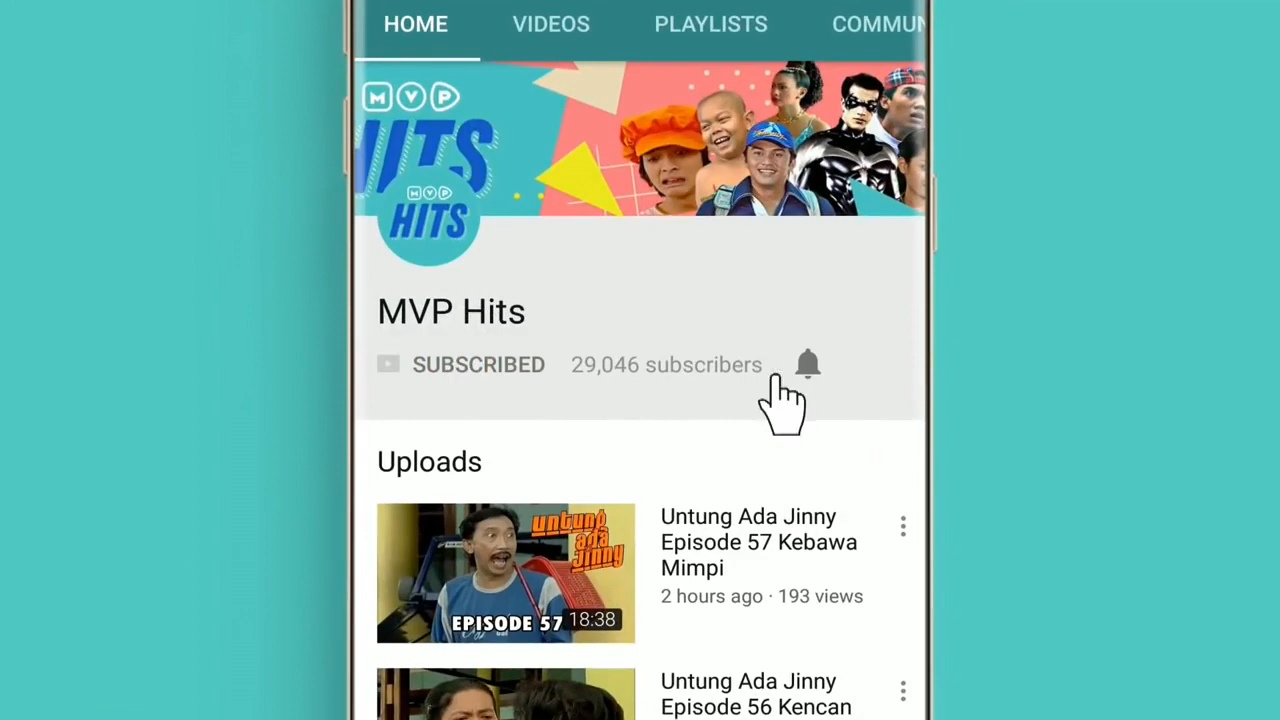 HOME VIDEOS PLAYLISTS COMMUN
MVP
HITS
MVP
HITS
MVP Hits
SUBSCRIBED 29,046 subscribers
Uploads
untung
ada
jinny
EPISODE 57 18:38
Untung Ada Jinny
Episode 57 Kebawa
Mimpi
2 hours ago · 193 views
Untung Ada Jinny
Episode 56 Kencan